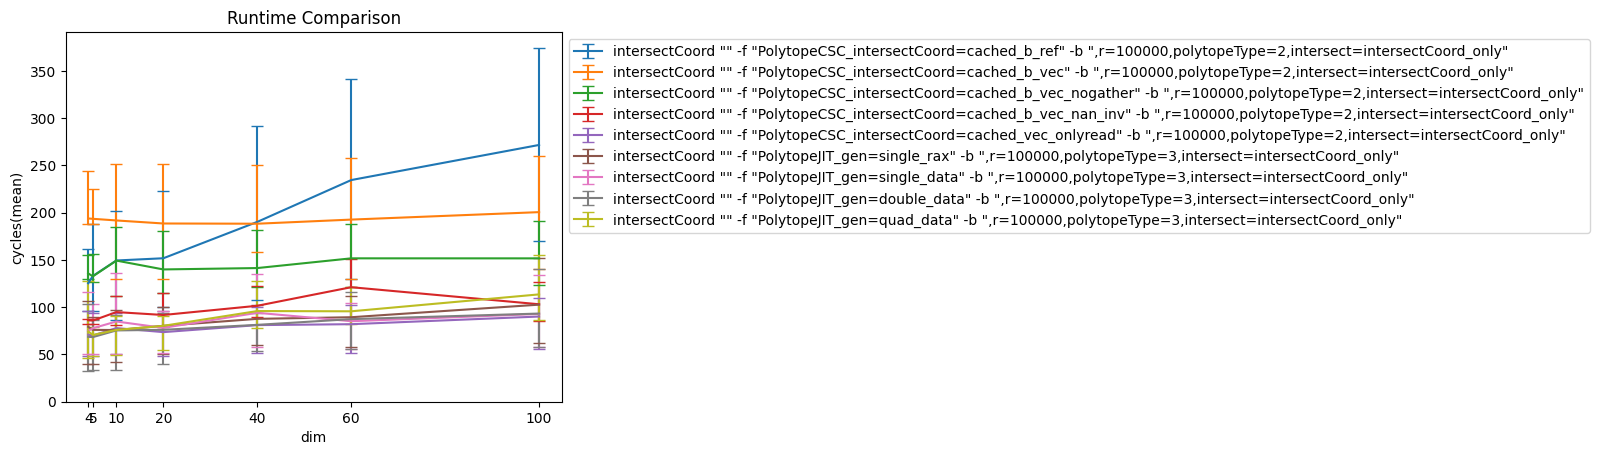 Runtime Comparison
cycles(mean)
350
300
250
200
150
100
50
0
4 5 10 20 40 60 100
dim
intersectCoord "" -f "PolytopeCSC_intersectCoord=cached_b_ref" -b ",r=100000,polytopeType=2,intersect=intersectCoord_only"
intersectCoord "" -f "PolytopeCSC_intersectCoord=cached_b_vec" -b ",r=100000,polytopeType=2,intersect=intersectCoord_only"
intersectCoord "" -f "PolytopeCSC_intersectCoord=cached_b_vec_nogather" -b ",r=100000,polytopeType=2,intersect=intersectCoord_only"
intersectCoord "" -f "PolytopeCSC_intersectCoord=cached_b_vec_nan_inv" -b ",r=100000,polytopeType=2,intersect=intersectCoord_only"
intersectCoord "" -f "PolytopeCSC_intersectCoord=cached_vec_onlyread" -b ",r=100000,polytopeType=2,intersect=intersectCoord_only"
intersectCoord "" -f "PolytopeJIT_gen=single_rax" -b ",r=100000,polytopeType=3,intersect=intersectCoord_only"
intersectCoord "" -f "PolytopeJIT_gen=single_data" -b ",r=100000,polytopeType=3,intersect=intersectCoord_only"
intersectCoord "" -f "PolytopeJIT_gen=double_data" -b ",r=100000,polytopeType=3,intersect=intersectCoord_only"
intersectCoord "" -f "PolytopeJIT_gen=quad_data" -b ",r=100000,polytopeType=3,intersect=intersectCoord_only"